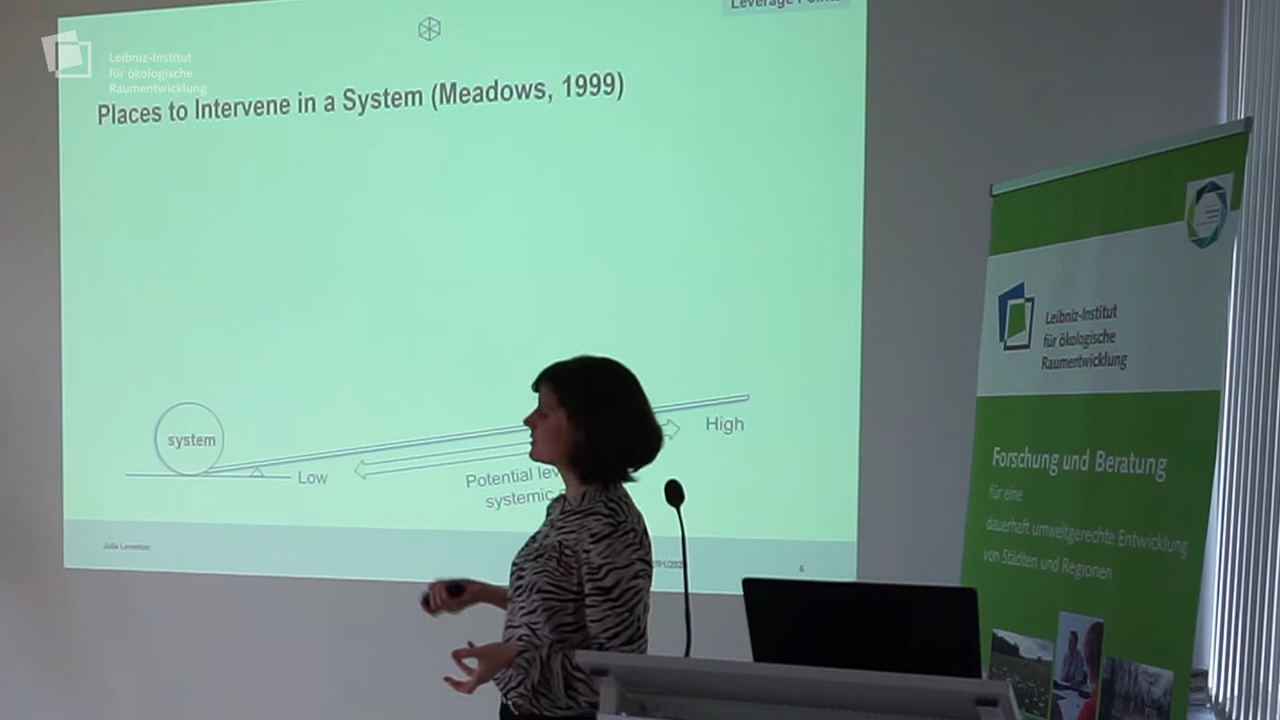 Leverage Points
Leibniz-Institut
für ökologische
Raumentwicklung
Places to Intervene in a System (Meadows, 1999)
system
Low
High
Potential
systemic
Julia Leventon
6
Leibniz-Institut
für ökologische
Raumentwicklung
Forschung und Beratung
für eine
dauerhaft umweltgerechte Entwicklung
von Städten und Regionen